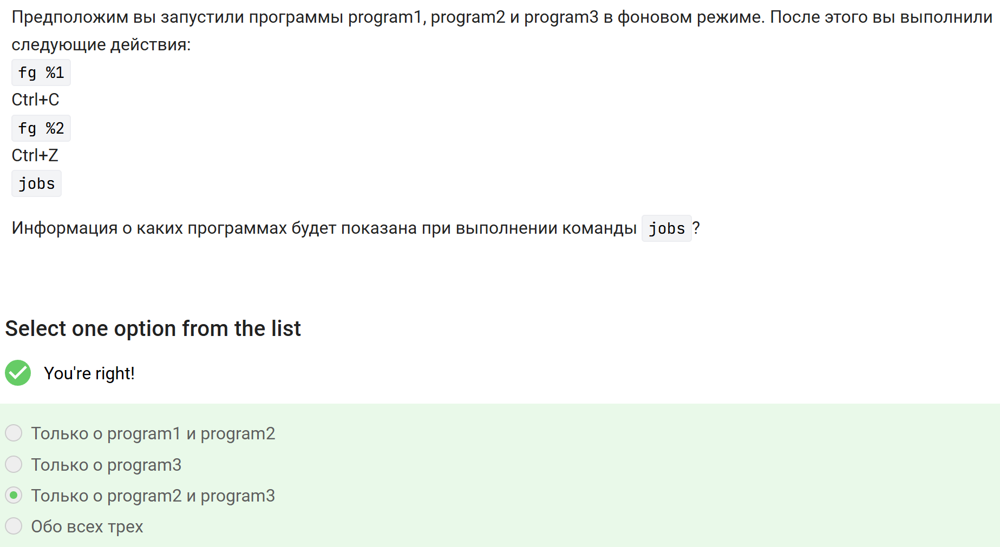 Предположим вы запустили программы program1, program2 и program3 в фоновом режиме. После этого вы выполнили
следующие действия:
fg %1
Ctrl+C
fg %2
Ctrl+Z
jobs
Информация о каких программах будет показана при выполнении команды jobs?
Select one option from the list
You're right!
Только о program1 и program2
Только о program3
Только о program2 и program3
Обо всех трех